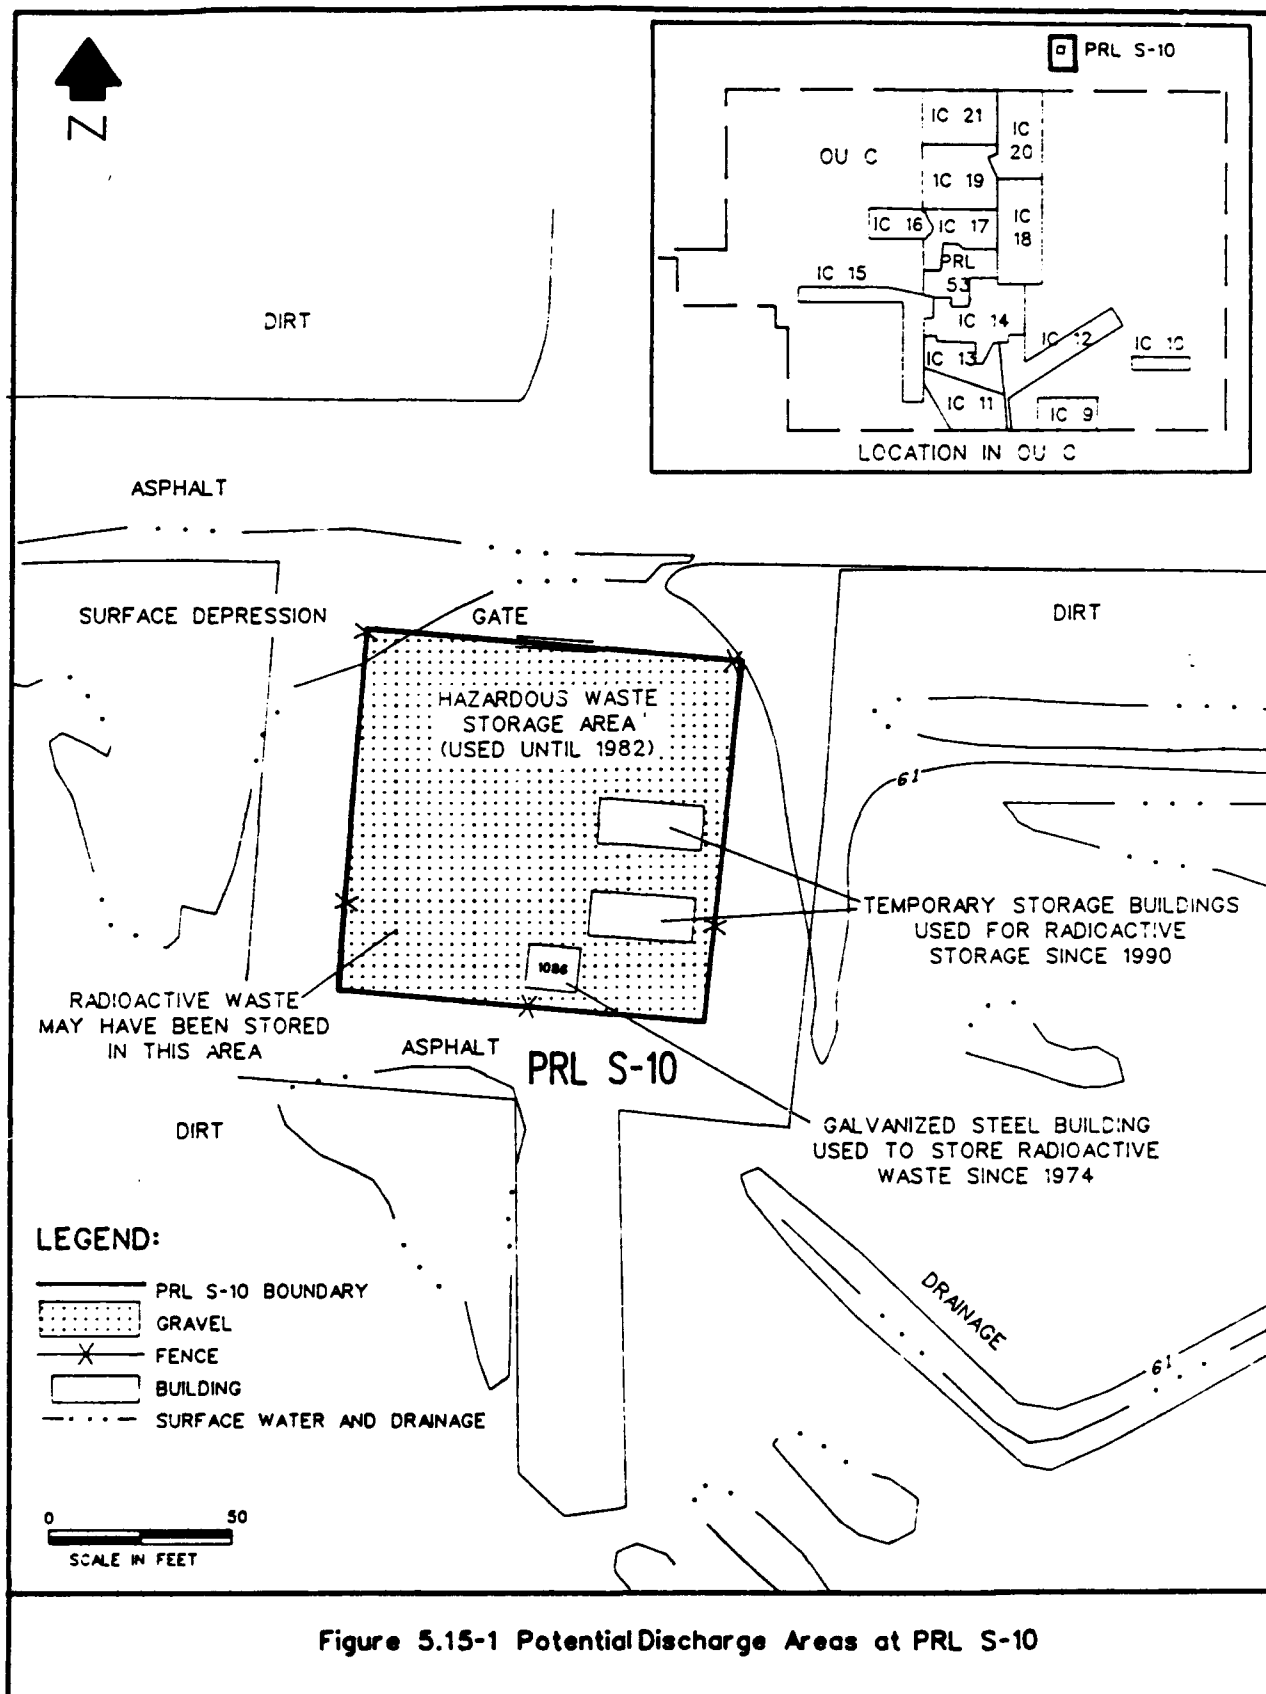 Z
PRL S-10
IC 21
IC 20
OU C
IC 19
IC 16
IC 17
IC 18
PRL 53
IC 15
IC 14
IC 12
IC 10
IC 13
IC 11
IC 9
LOCATION IN OU C
DIRT
ASPHALT
SURFACE DEPRESSION
GATE
DIRT
HAZARDOUS WASTE
STORAGE AREA
(USED UNTIL 1982)
61
TEMPORARY STORAGE BUILDINGS
USED FOR RADIOACTIVE
STORAGE SINCE 1990
1086
RADIOACTIVE WASTE
MAY HAVE BEEN STORED
IN THIS AREA
ASPHALT
PRL S-10
DIRT
GALVANIZED STEEL BUILDING
USED TO STORE RADIOACTIVE
WASTE SINCE 1974
LEGEND:
PRL S-10 BOUNDARY
GRAVEL
FENCE
BUILDING
SURFACE WATER AND DRAINAGE
DRAINAGE
61
0 50
SCALE IN FEET
Figure 5.15-1 Potential Discharge Areas at PRL S-10